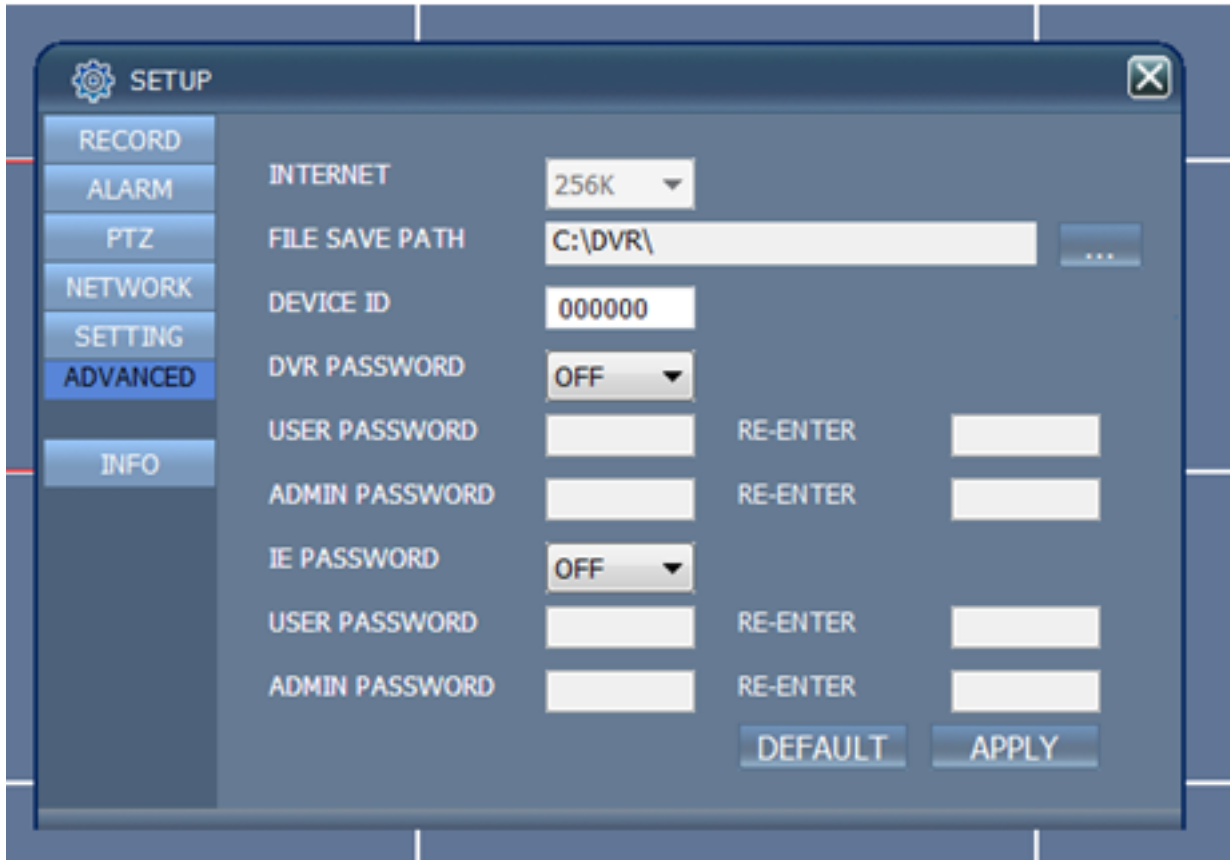 SETUP
RECORD
ALARM
PTZ
NETWORK
SETTING
ADVANCED
INFO
INTERNET 256K
FILE SAVE PATH C:\DVR\ ...
DEVICE ID 000000
DVR PASSWORD OFF
USER PASSWORD RE-ENTER
ADMIN PASSWORD RE-ENTER
IE PASSWORD OFF
USER PASSWORD RE-ENTER
ADMIN PASSWORD RE-ENTER
DEFAULT APPLY